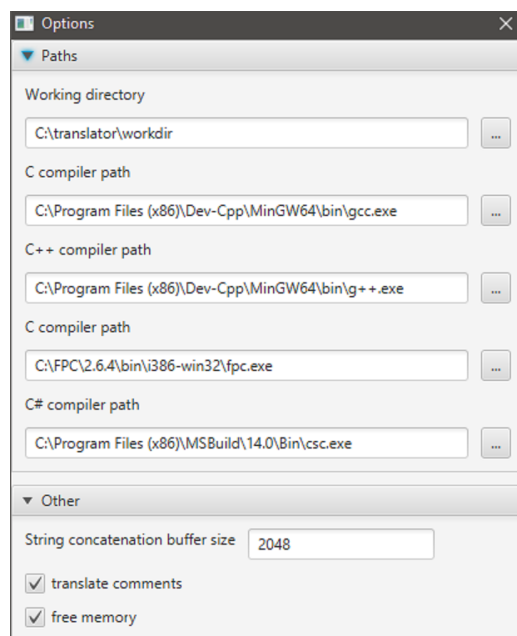 Options
Paths
Working directory
C:\translator\workdir
...
C compiler path
C:\Program Files (x86)\Dev-Cpp\MinGW64\bin\gcc.exe
...
C++ compiler path
C:\Program Files (x86)\Dev-Cpp\MinGW64\bin\g++.exe
...
C compiler path
C:\FPC\2.6.4\bin\i386-win32\fpc.exe
...
C# compiler path
C:\Program Files (x86)\MSBuild\14.0\Bin\csc.exe
...
Other
String concatenation buffer size 2048
translate comments
free memory